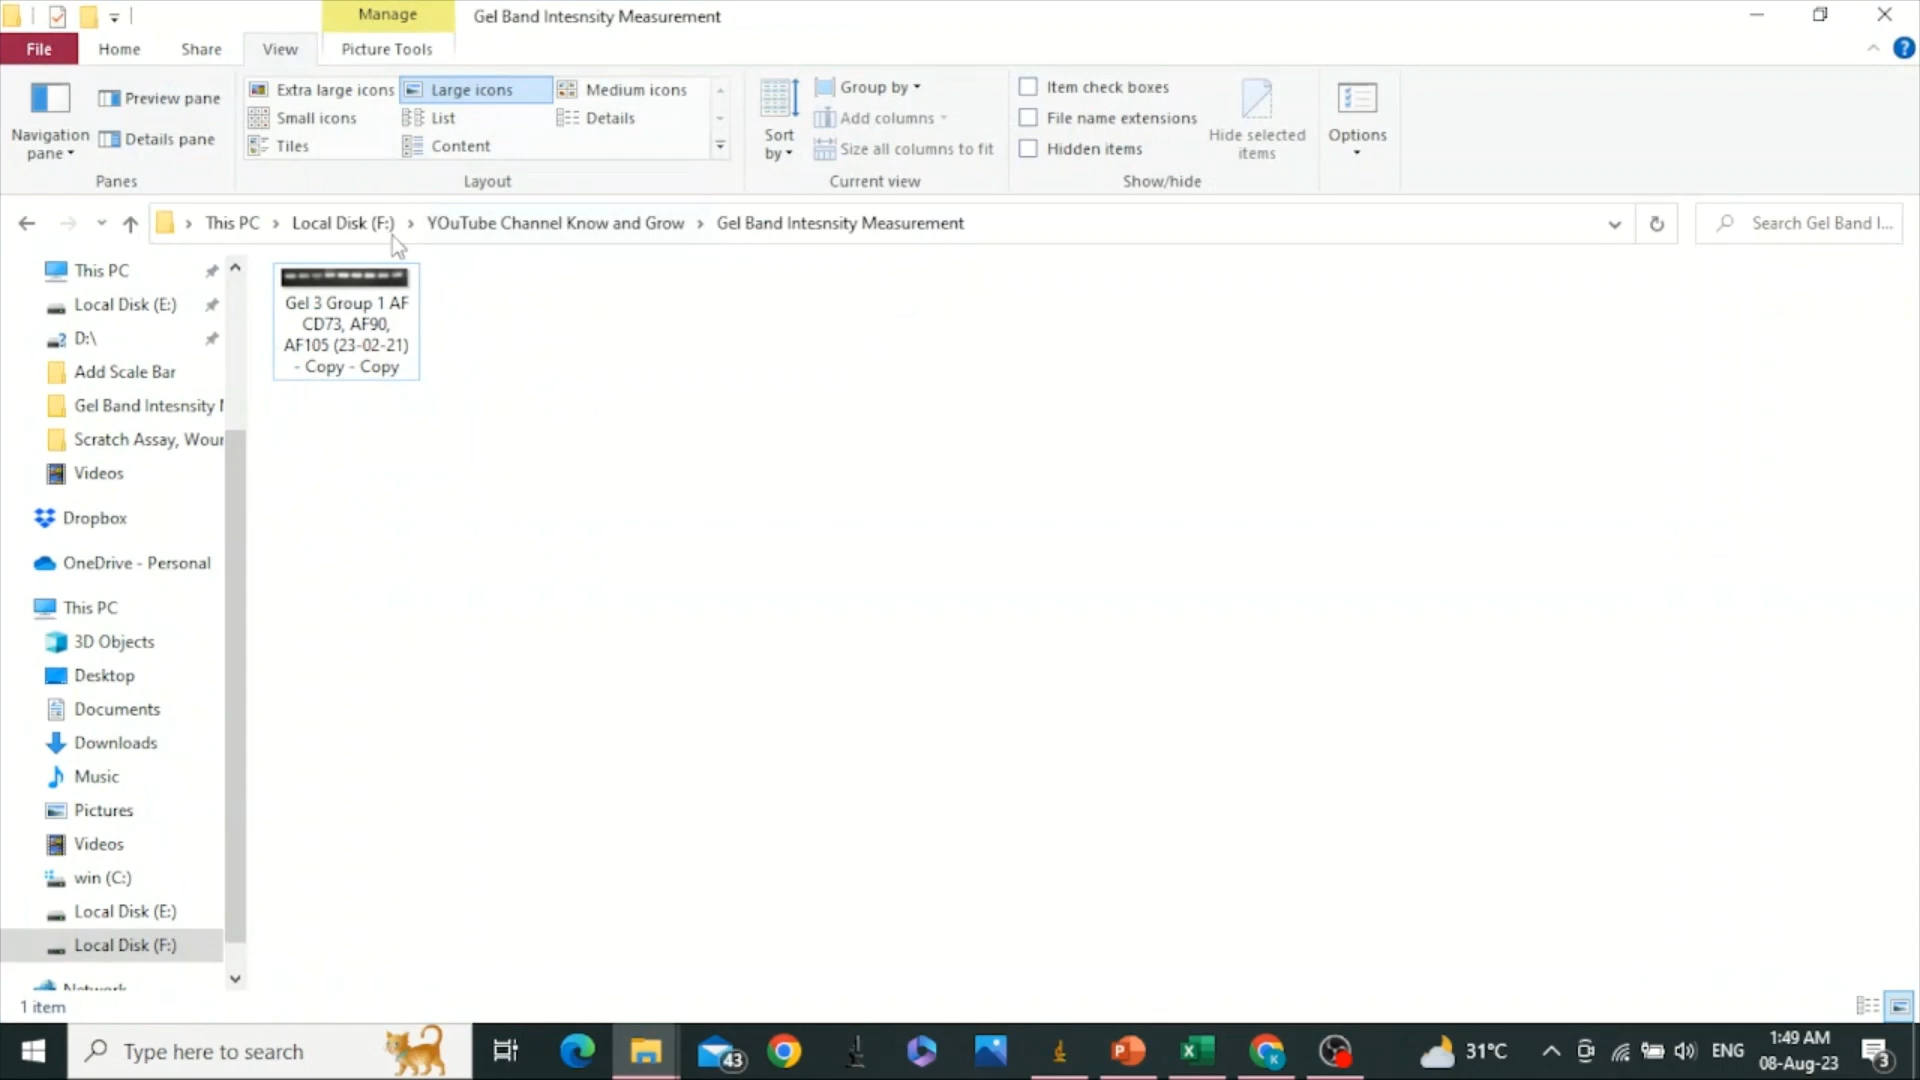 Manage
Gel Band Intesnsity Measurement
File
Home
Share
View
Picture Tools
Navigation pane
Preview pane
Details pane
Panes
Extra large icons
Large icons
Medium icons
Small icons
List
Details
Tiles
Content
Layout
Sort by
Group by
Add columns
Size all columns to fit
Current view
Item check boxes
File name extensions
Hidden items
Hide selected items
Show/hide
Options
This PC > Local Disk (F:) > YOuTube Channel Know and Grow > Gel Band Intesnsity Measurement
Search Gel Band I...
This PC
Local Disk (E:)
D:\
Add Scale Bar
Gel Band Intesnsity
Scratch Assay, Wour
Videos
Dropbox
OneDrive - Personal
This PC
3D Objects
Desktop
Documents
Downloads
Music
Pictures
Videos
win (C:)
Local Disk (E:)
Local Disk (F:)
Network
Gel 3 Group 1 AF
CD73, AF90,
AF105 (23-02-21)
- Copy - Copy
1 item
Type here to search
43
31°C
ENG
1:49 AM
08-Aug-23
3